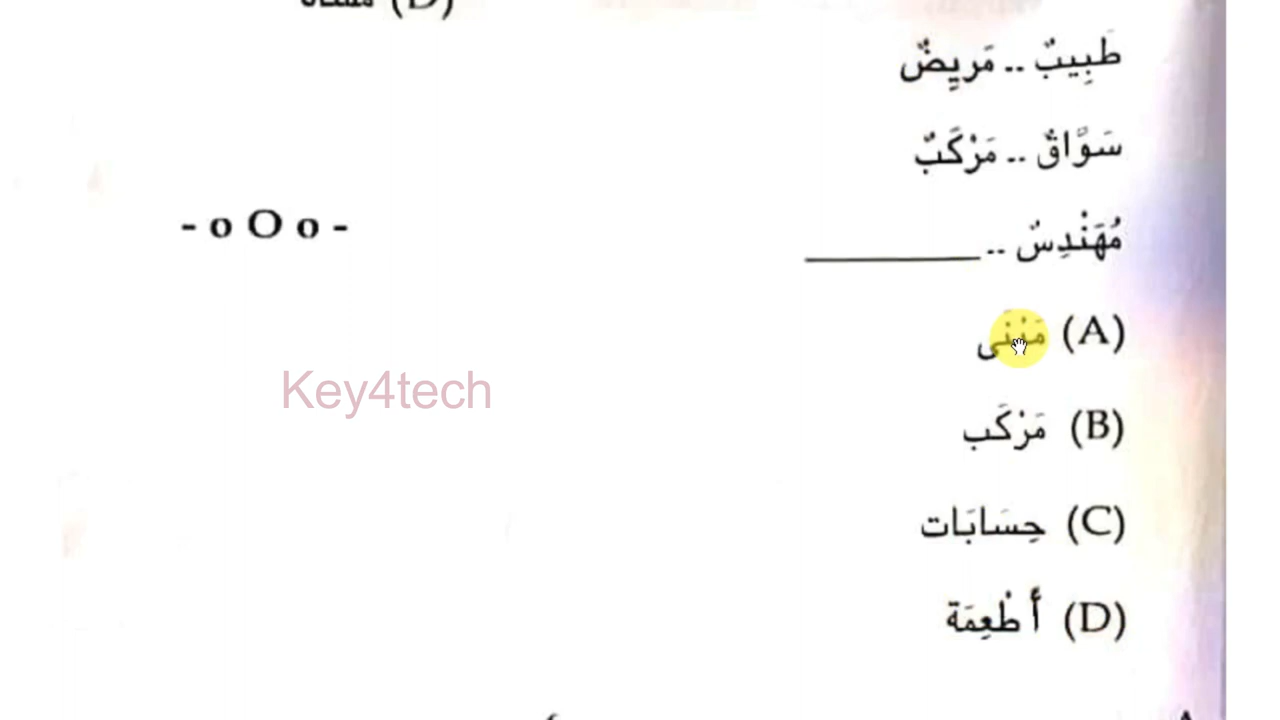 (D)
طَبِيبٌ .. مَرِيضٌ
سَوَّاقٌ .. مَرْكَبٌ
- o O o -
مُهَنْدِسٌ .. ________
(A) مَبْنَى
Key4tech
(B) مَرْكَب
(C) حِسَابَات
(D) أَطْعِمَة